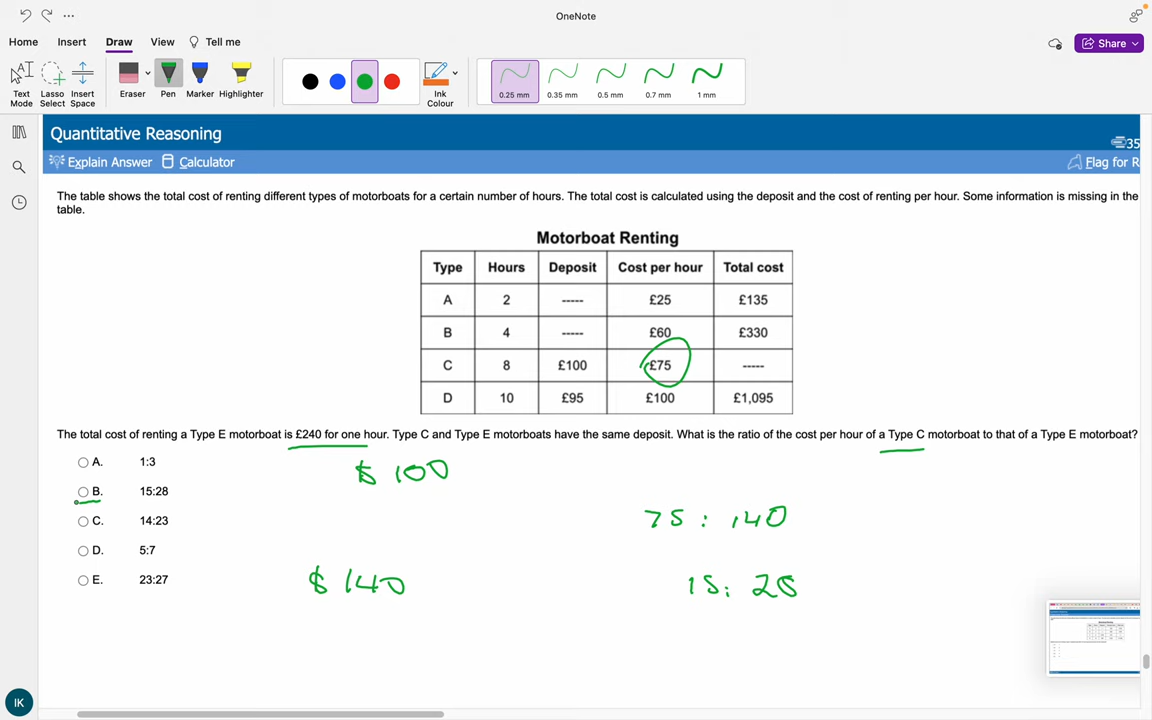 OneNote
Home Insert Draw View Tell me
Share
Text Mode
Lasso Select
Insert Space
Eraser
Pen
Marker
Highlighter
Ink Colour
0.25 mm
0.35 mm
0.5 mm
0.7 mm
1 mm
Quantitative Reasoning
35
Explain Answer Calculator
Flag for R
The table shows the total cost of renting different types of motorboats for a certain number of hours. The total cost is calculated using the deposit and the cost of renting per hour. Some information is missing in the
table.
Motorboat Renting
Type Hours Deposit Cost per hour Total cost
A 2 ----- £25 £135
B 4 ----- £60 £330
C 8 £100 £75 -----
D 10 £95 £100 £1,095
The total cost of renting a Type E motorboat is £240 for one hour. Type C and Type E motorboats have the same deposit. What is the ratio of the cost per hour of a Type C motorboat to that of a Type E motorboat?
A. 1:3
$ 100
B. 15:28
75 : 140
C. 14:23
D. 5:7
E. 23:27
$ 140
15: 28
IK